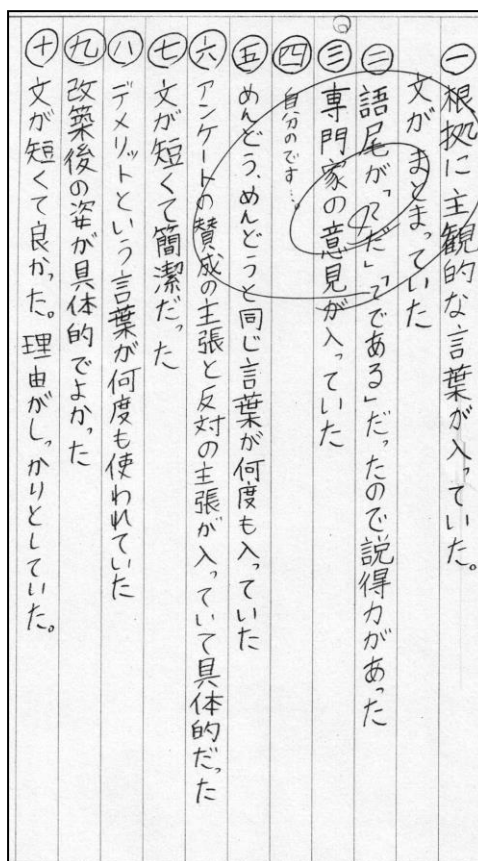 ㊀根拠に主観的な言葉が入っていた。
文がまとまっていた
㊁語尾が「〜だ」「〜である」だったので説得力があった
㊂専門家の意見が入っていた
㊃自分のです…
㊄めんどう、めんどうと同じ言葉が何度も入っていた
㊅アンケートの賛成の主張と反対の主張が入っていて具体的だった
㊆文が短くて簡潔だった
㊇デメリットという言葉が何度も使われていた
㊈改築後の姿が具体的でよかった
㊉文が短くて良かった。理由がしっかりとしていた。